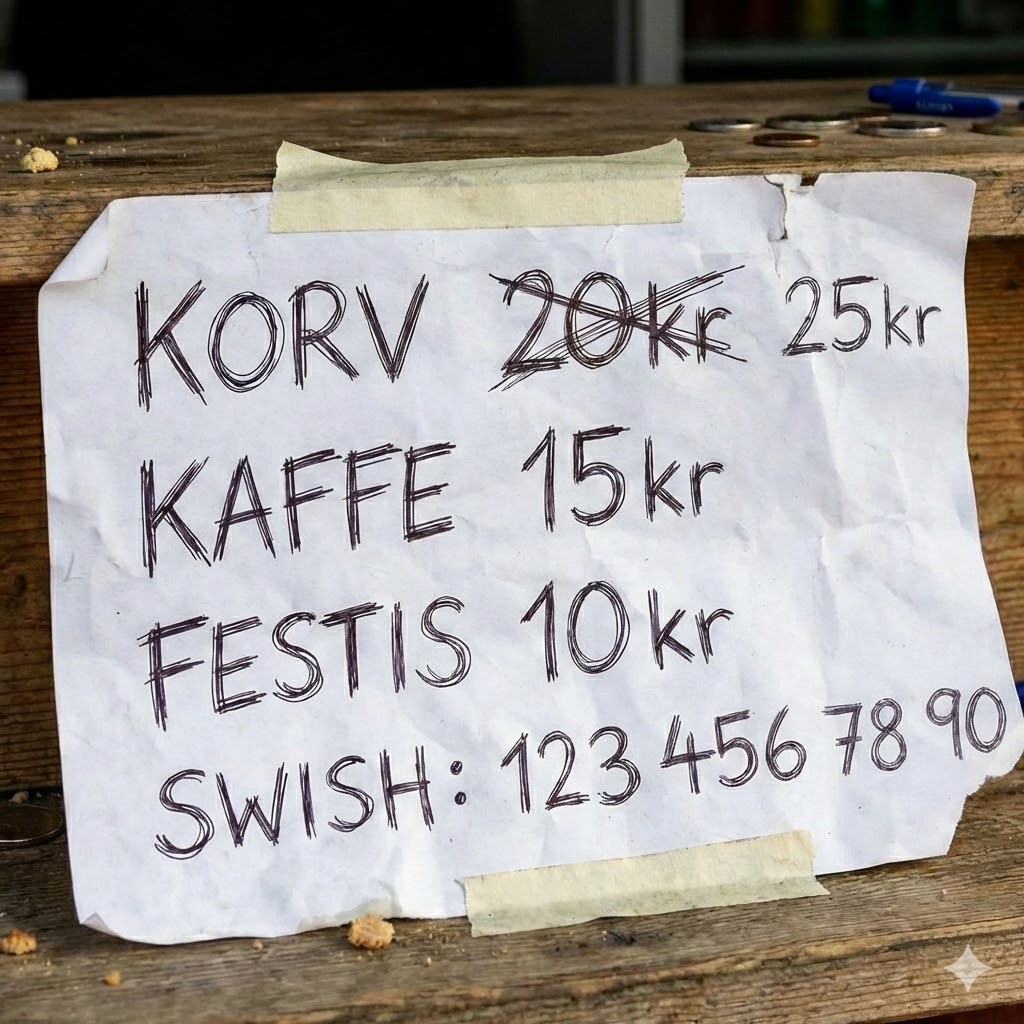 KORV 20kr 25kr
KAFFE 15kr
FESTIS 10kr
SWISH: 123 456 78 90